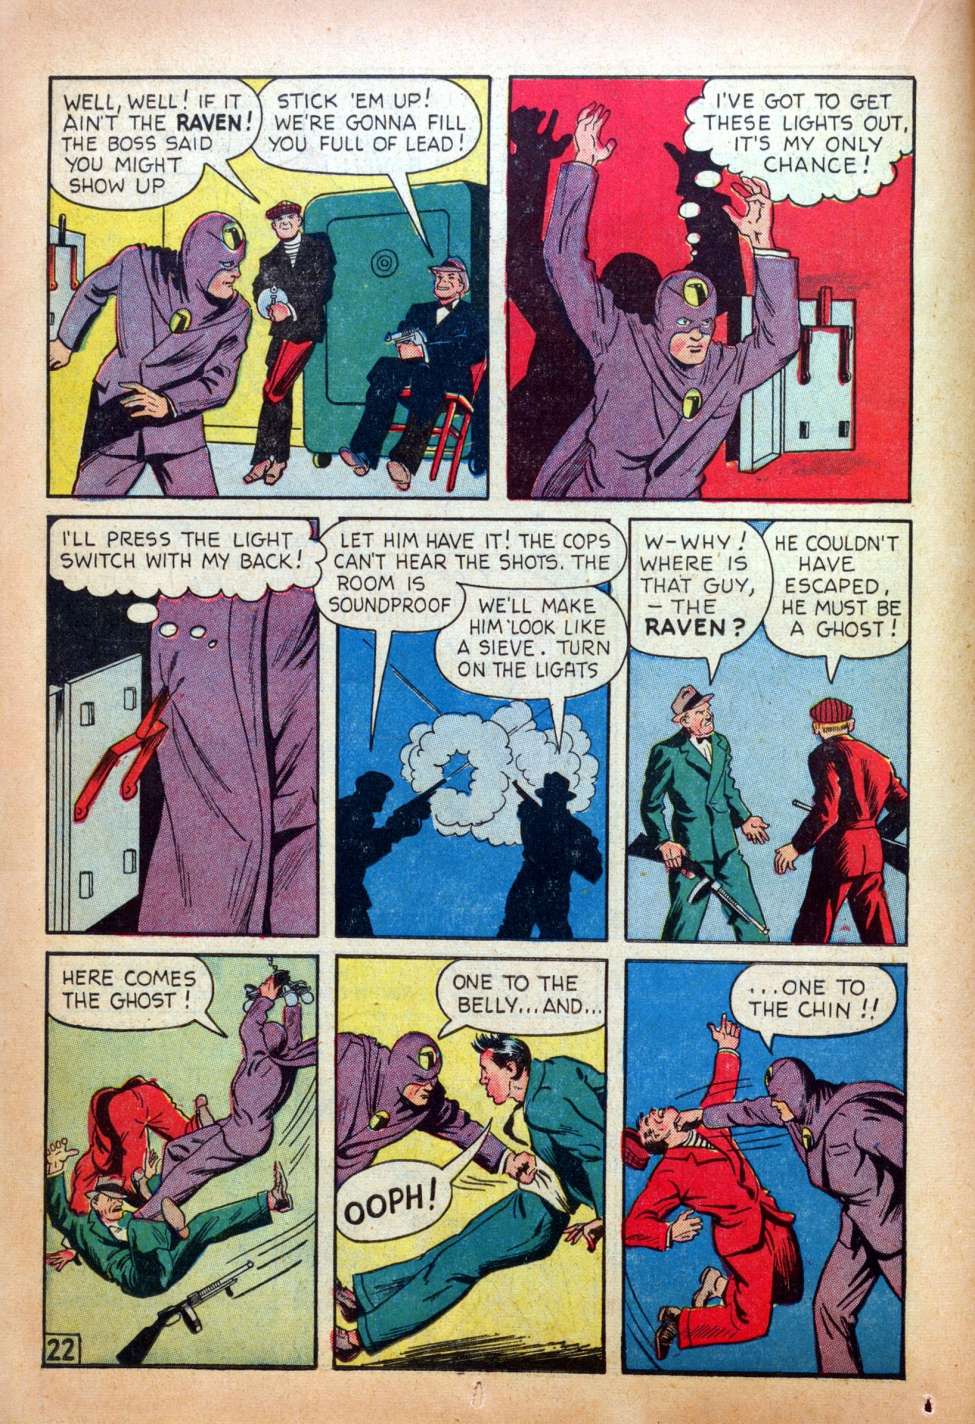 WELL, WELL! IF IT
AIN'T THE RAVEN!
THE BOSS SAID
YOU MIGHT
SHOW UP
STICK 'EM UP!
WE'RE GONNA FILL
YOU FULL OF LEAD!
I'VE GOT TO GET
THESE LIGHTS OUT,
IT'S MY ONLY
CHANCE!
I'LL PRESS THE LIGHT
SWITCH WITH MY BACK!
LET HIM HAVE IT! THE COPS
CAN'T HEAR THE SHOTS. THE
ROOM IS
SOUNDPROOF
WE'LL MAKE
HIM LOOK LIKE
A SIEVE. TURN
ON THE LIGHTS
W-WHY!
WHERE IS
THAT GUY,
- THE
RAVEN?
HE COULDN'T
HAVE
ESCAPED,
HE MUST BE
A GHOST!
HERE COMES
THE GHOST!
ONE TO THE
BELLY...AND...
OOPH!
...ONE TO
THE CHIN!!
22